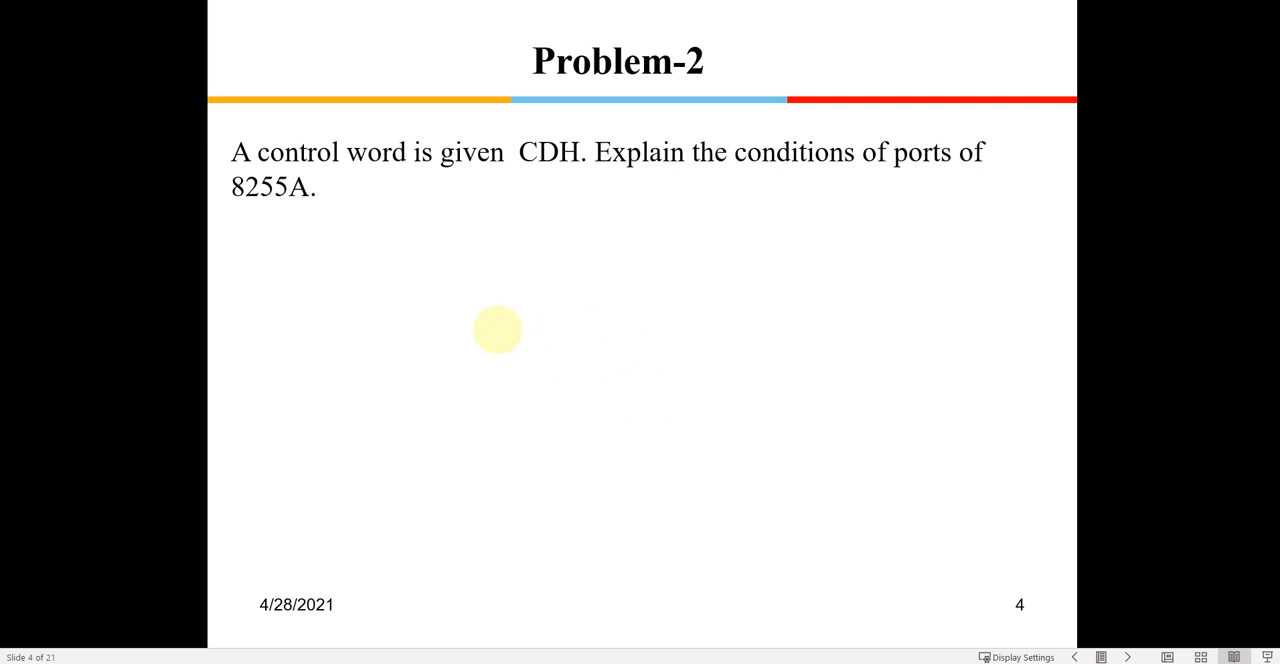 Problem-2
A control word is given  CDH. Explain the conditions of ports of
8255A.
4/28/2021
4
Slide 4 of 21
Display Settings